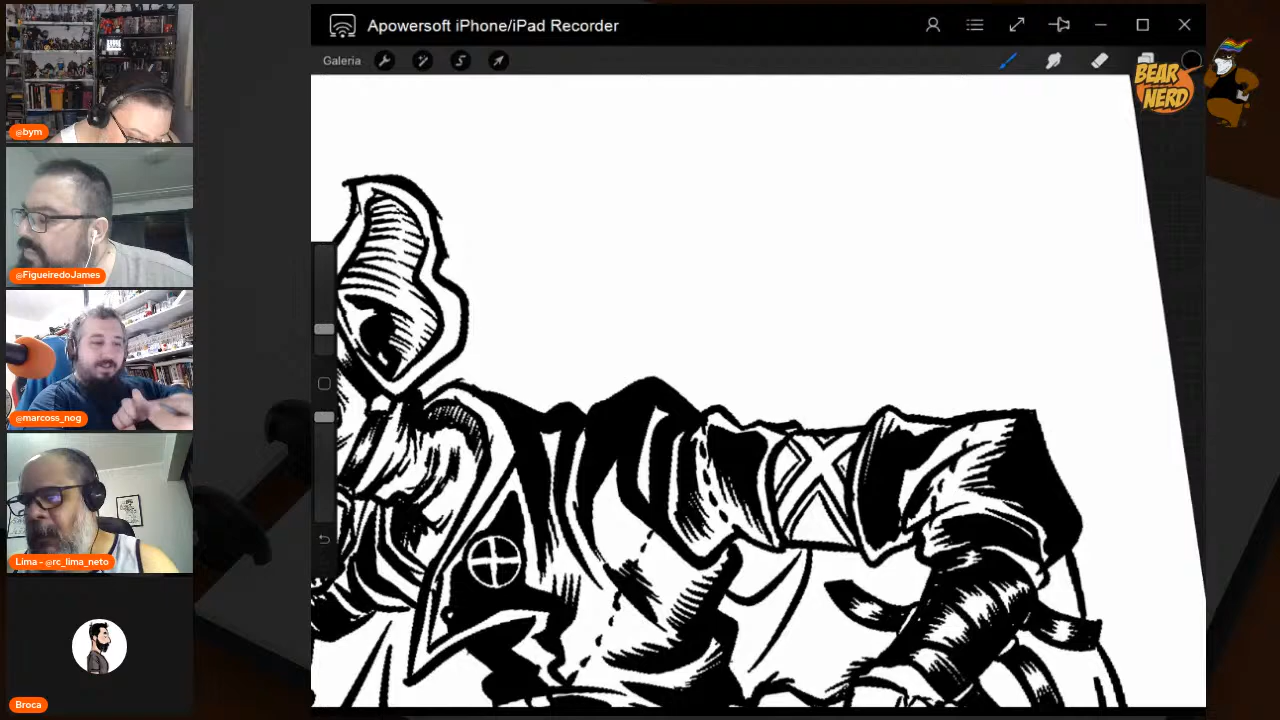 Apowersoft iPhone/iPad Recorder
Galeria
BEAR
NERD
@bym
@FigueiredoJames
@marcoss_nog
Lima - @rc_lima_neto
Broca